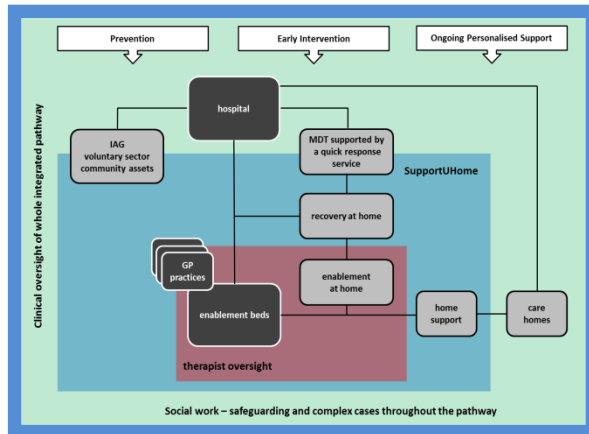 Prevention
Early Intervention
Ongoing Personalised Support
hospital
IAG
voluntary sector
community assets
MDT supported by
a quick response
service
SupportUHome
Clinical oversight of whole integrated pathway
recovery at home
GP
practices
enablement
at home
enablement beds
home
support
care
homes
therapist oversight
Social work – safeguarding and complex cases throughout the pathway